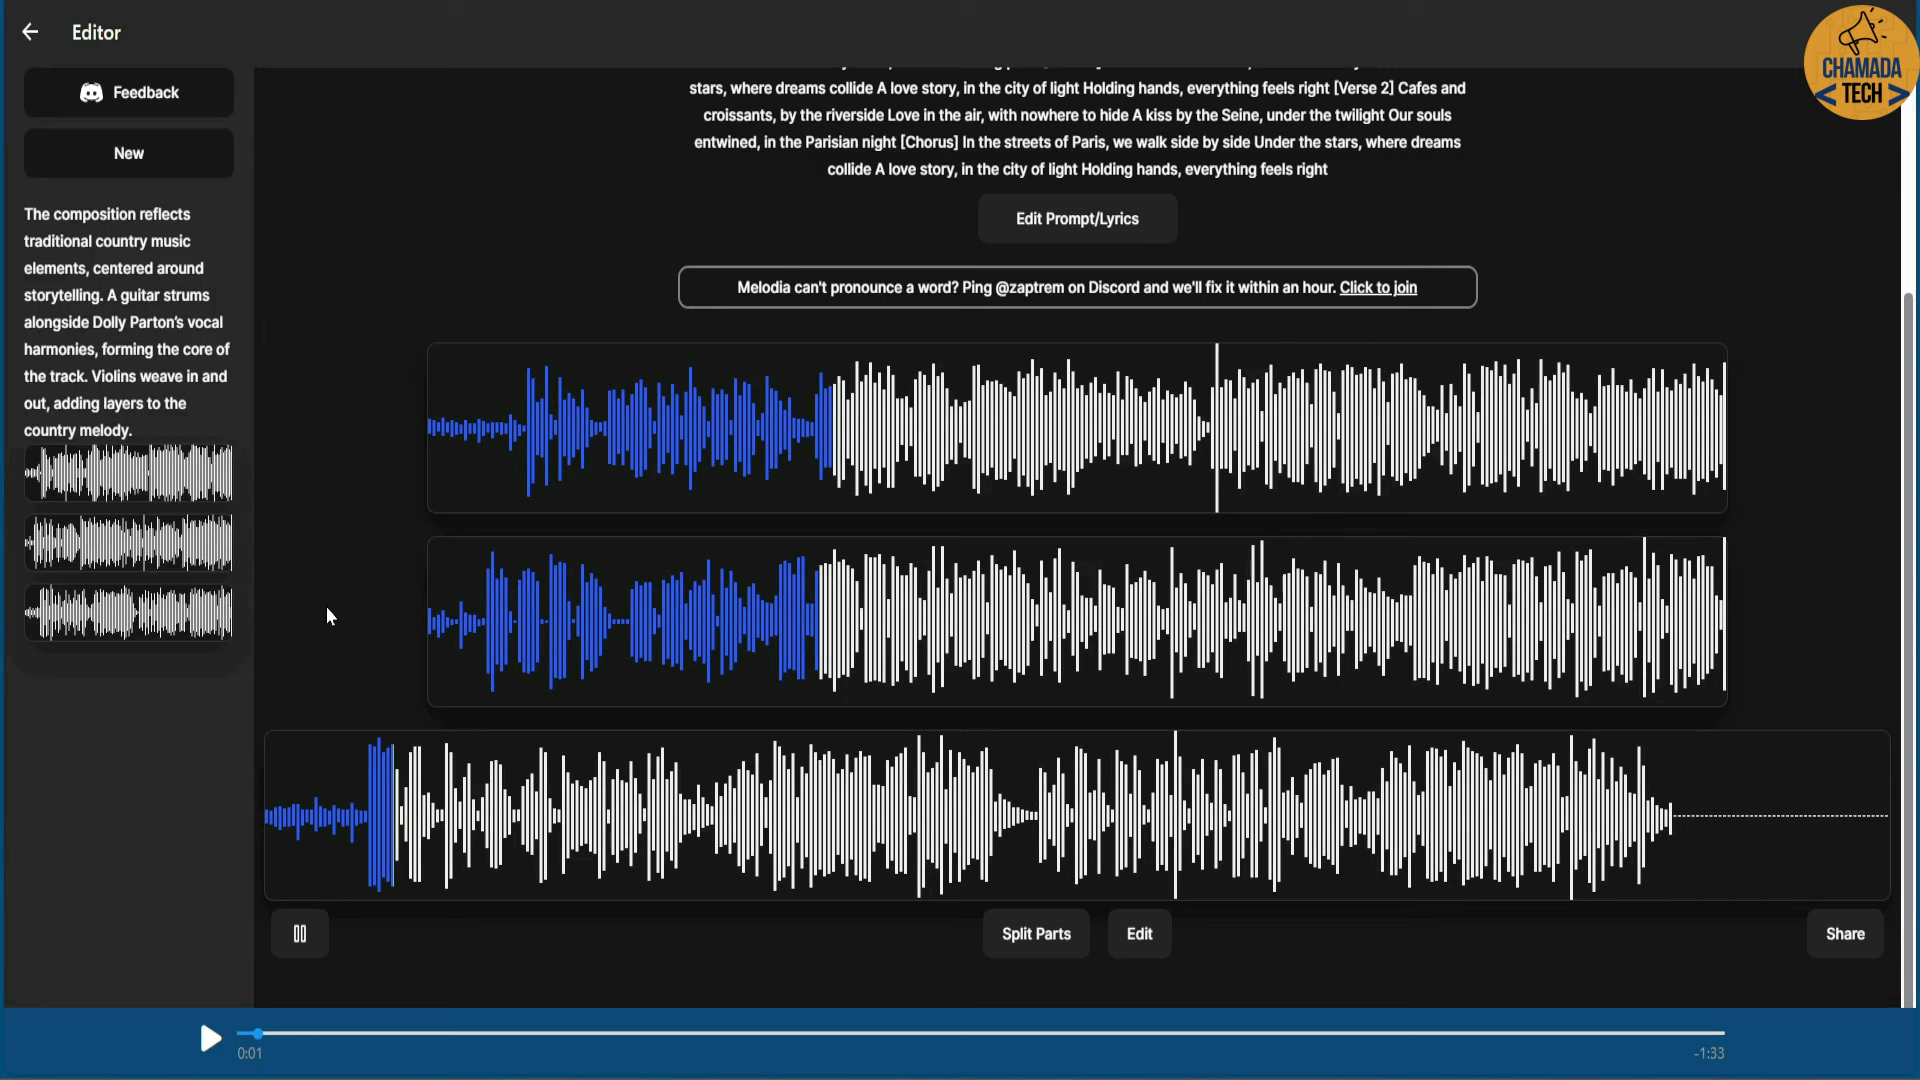 Editor
CHAMADA
< TECH >
Feedback
New
The composition reflects
traditional country music
elements, centered around
storytelling. A guitar strums
alongside Dolly Parton's vocal
harmonies, forming the core of
the track. Violins weave in and
out, adding layers to the
country melody.
stars, where dreams collide A love story, in the city of light Holding hands, everything feels right [Verse 2] Cafes and
croissants, by the riverside Love in the air, with nowhere to hide A kiss by the Seine, under the twilight Our souls
entwined, in the Parisian night [Chorus] In the streets of Paris, we walk side by side Under the stars, where dreams
collide A love story, in the city of light Holding hands, everything feels right
Edit Prompt/Lyrics
Melodia can't pronounce a word? Ping @zaptrem on Discord and we'll fix it within an hour. Click to join
Split Parts
Edit
Share
0:01
-1:33